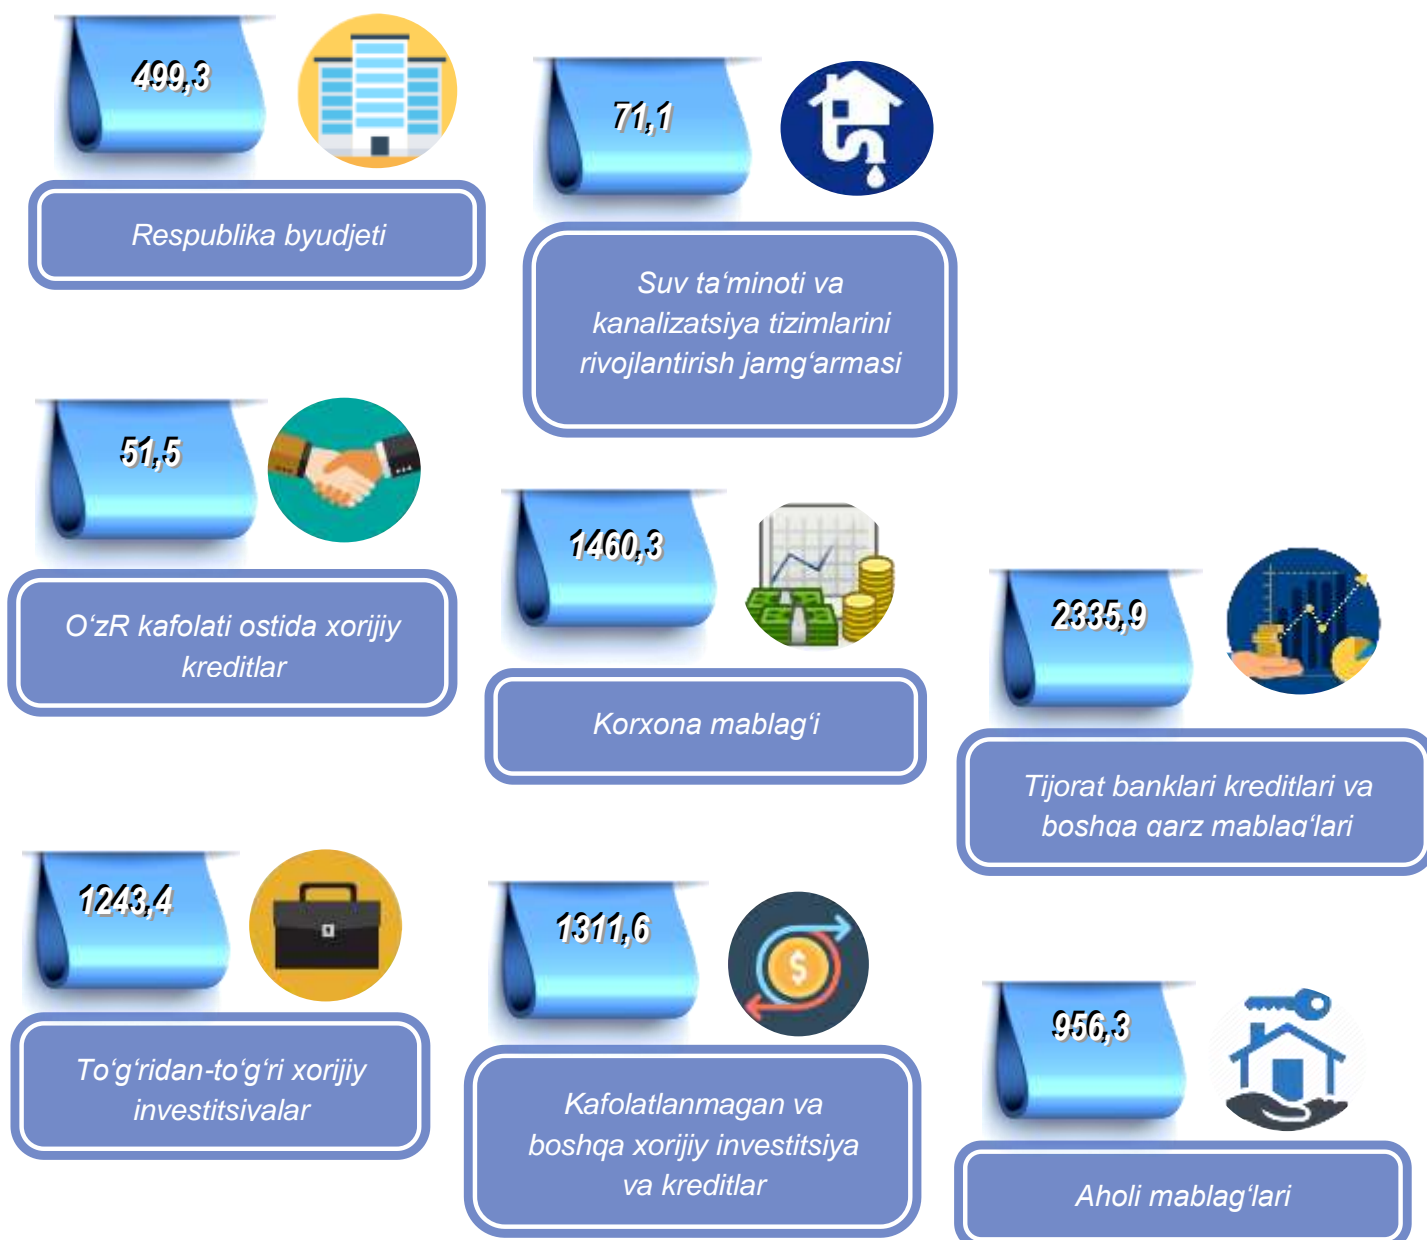 499,3
Respublika byudjeti
71,1
Suv ta‘minoti va
kanalizatsiya tizimlarini
rivojlantirish jamg‘armasi
51,5
O‘zR kafolati ostida xorijiy
kreditlar
1460,3
Korxona mablag‘i
2335,9
Tijorat banklari kreditlari va
boshqa qarz mablag‘lari
1243,4
To‘g‘ridan-to‘g‘ri xorijiy
investitsiyalar
1311,6
Kafolatlanmagan va
boshqa xorijiy investitsiya
va kreditlar
956,3
Aholi mablag‘lari